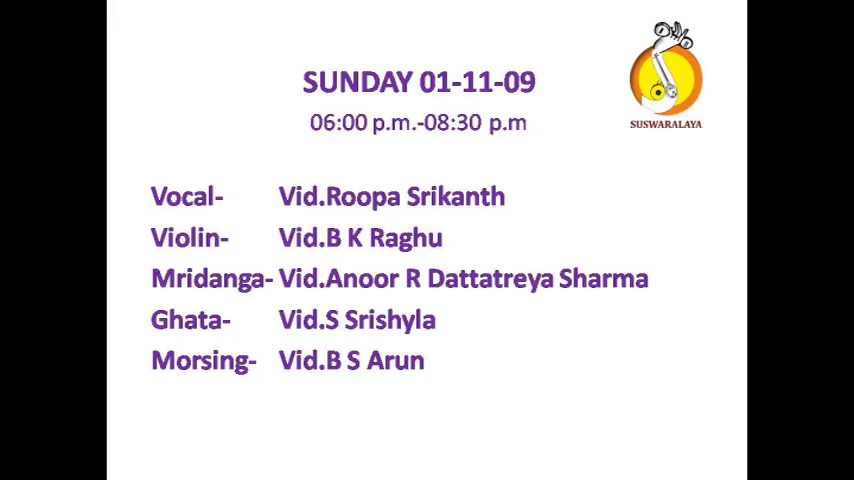 SUNDAY 01-11-09
06:00 p.m.-08:30 p.m
SUSWARALAYA
Vocal- Vid.Roopa Srikanth
Violin- Vid.B K Raghu
Mridanga- Vid.Anoor R Dattatreya Sharma
Ghata- Vid.S Srishyla
Morsing- Vid.B S Arun